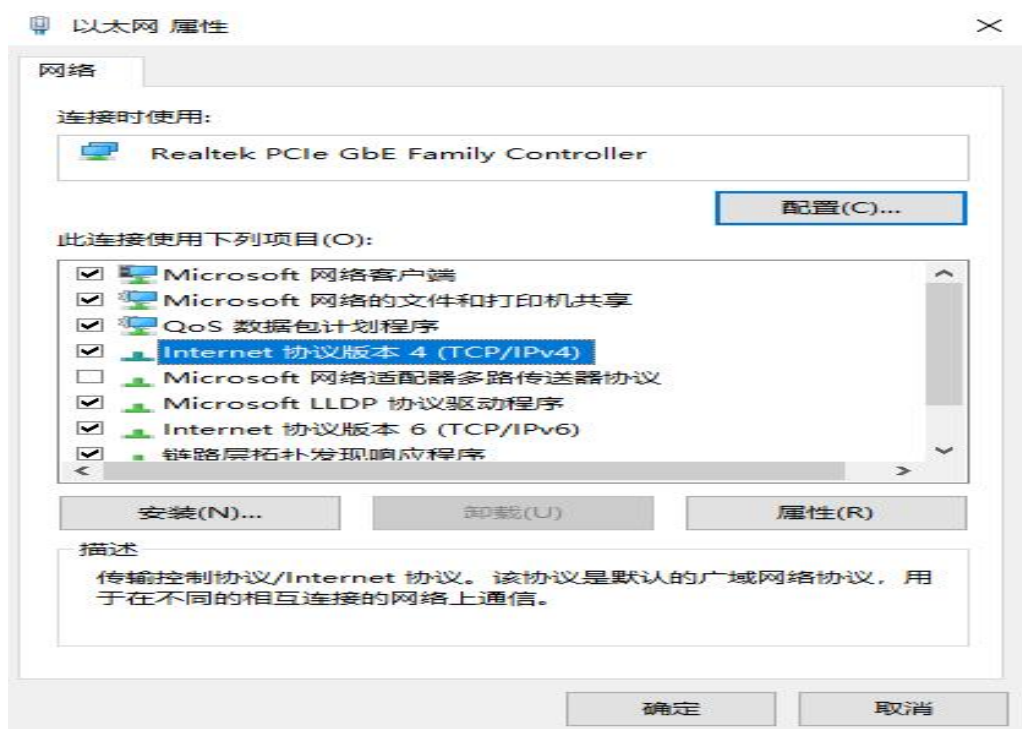 以太网 属性
网络
连接时使用:
Realtek PCIe GbE Family Controller
配置(C)...
此连接使用下列项目(O):
Microsoft 网络客户端
Microsoft 网络的文件和打印机共享
QoS 数据包计划程序
Internet 协议版本 4 (TCP/IPv4)
Microsoft 网络适配器多路传送器协议
Microsoft LLDP 协议驱动程序
Internet 协议版本 6 (TCP/IPv6)
链路层拓扑发现响应程序
安装(N)... 卸载(U) 属性(R)
描述
传输控制协议/Internet 协议。该协议是默认的广域网络协议，用
于在不同的相互连接的网络上通信。
确定 取消